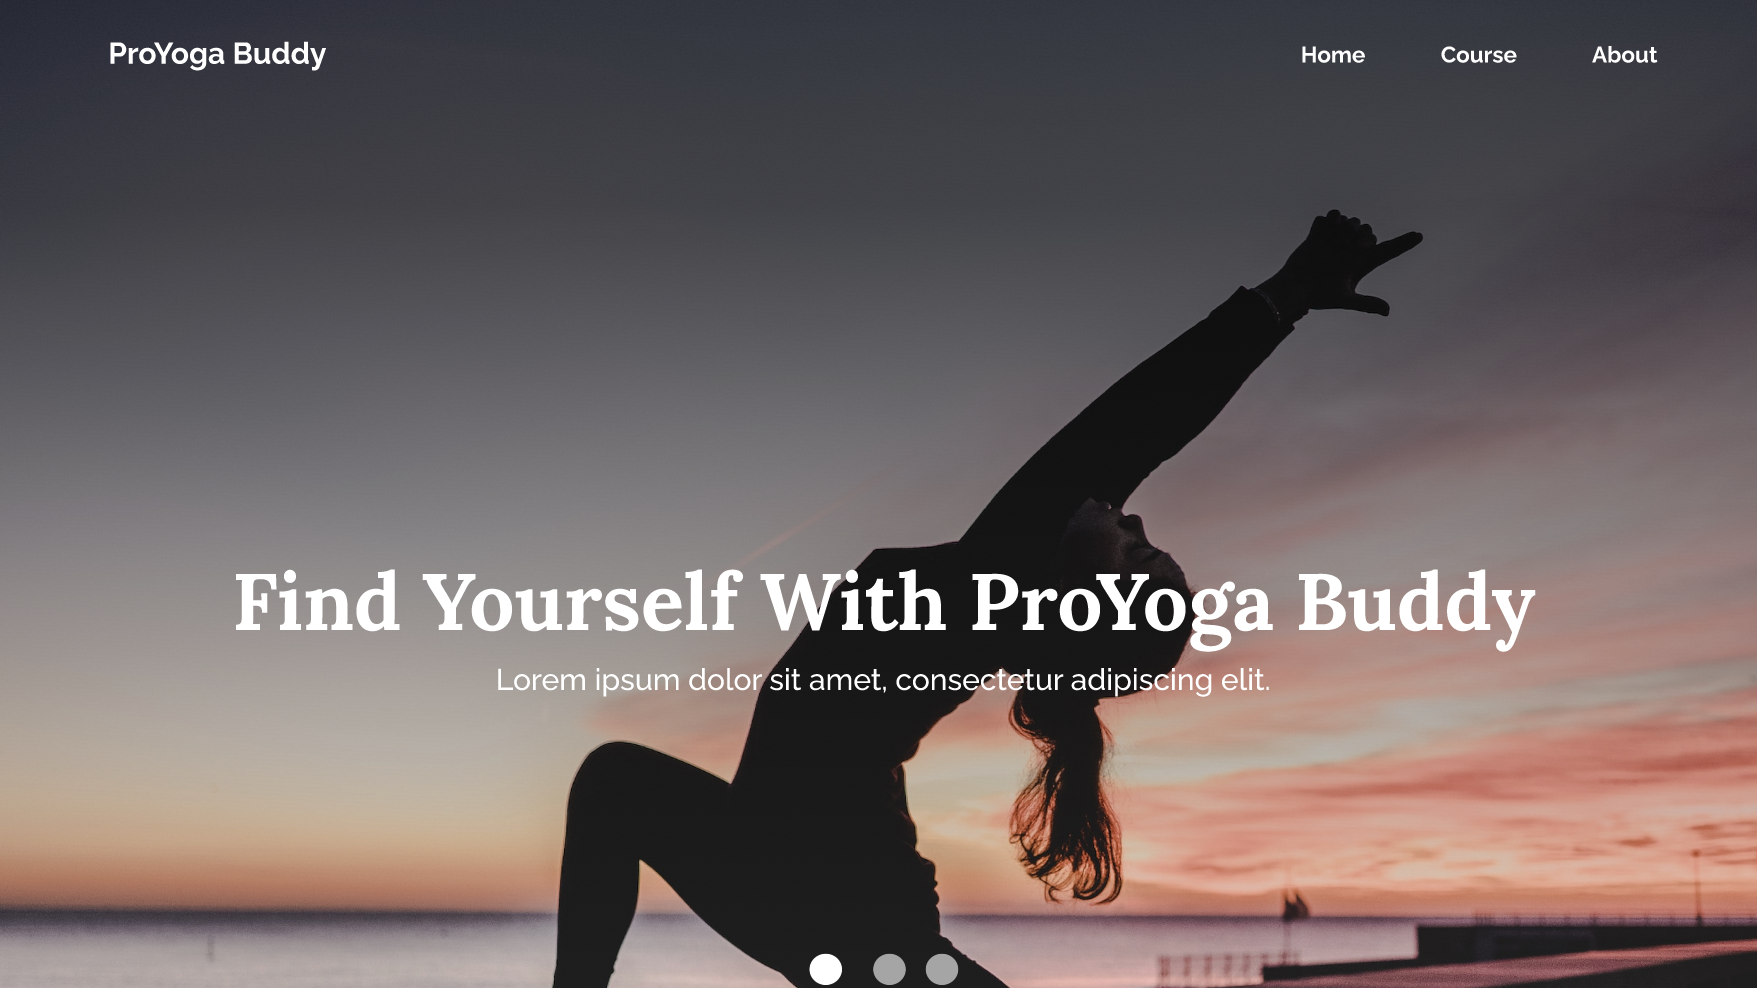 ProYoga Buddy
Home Course About
Find Yourself With ProYoga Buddy
Lorem ipsum dolor sit amet, consectetur adipiscing elit.